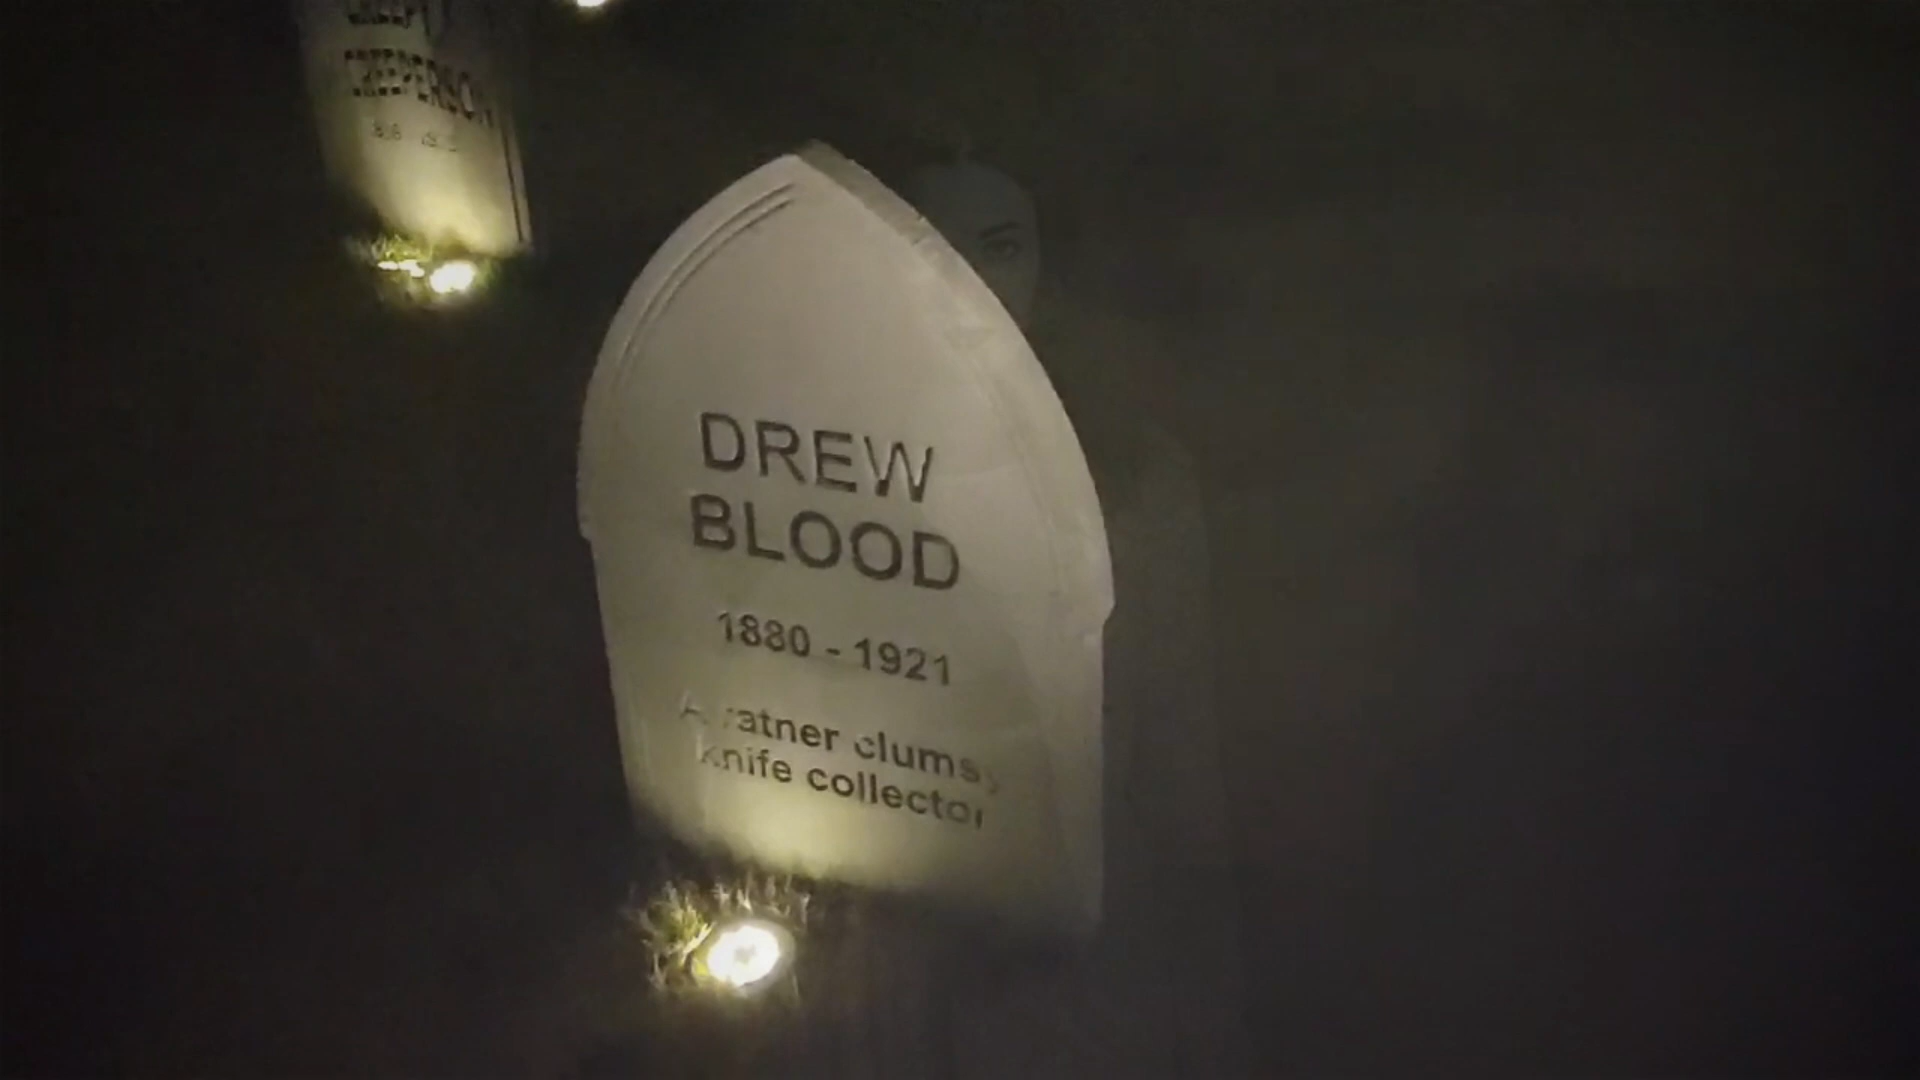 DREW
BLOOD
1880 - 1921
A rather clumsy
knife collector